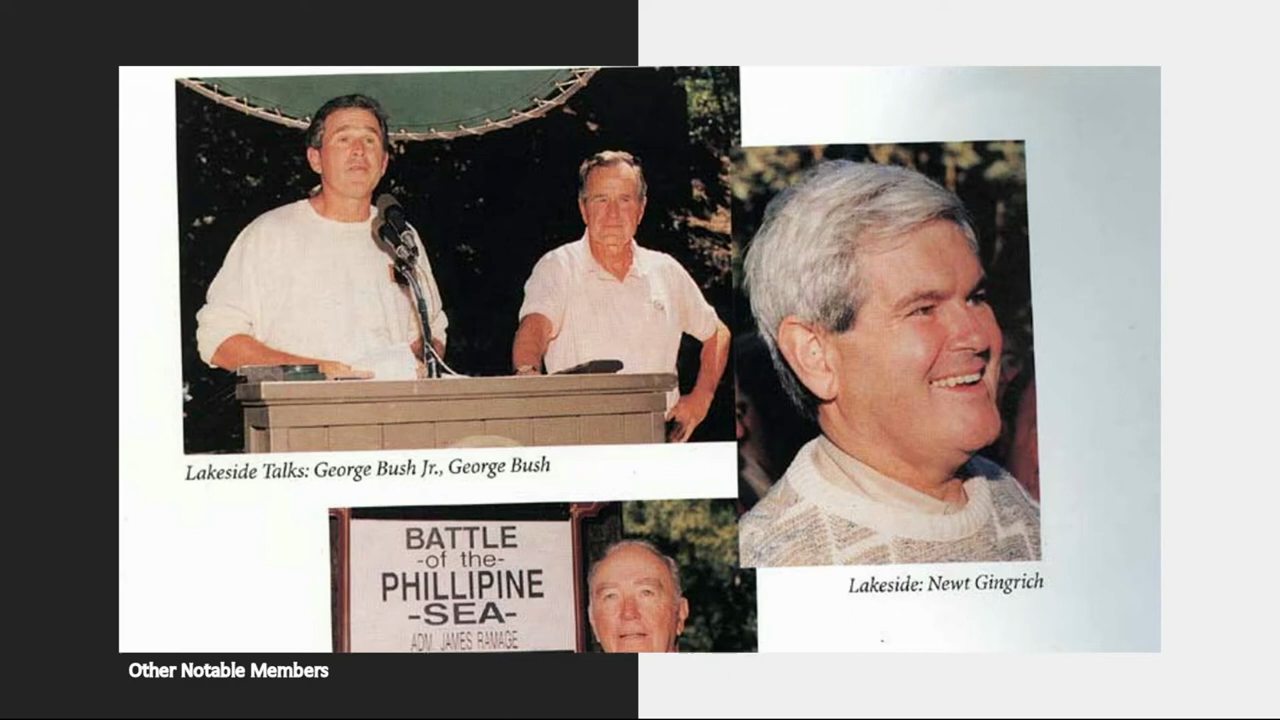 Lakeside Talks: George Bush Jr., George Bush
BATTLE
-of the-
PHILLIPINE
-SEA-
ADM. JAMES RAMAGE
Lakeside: Newt Gingrich
Other Notable Members